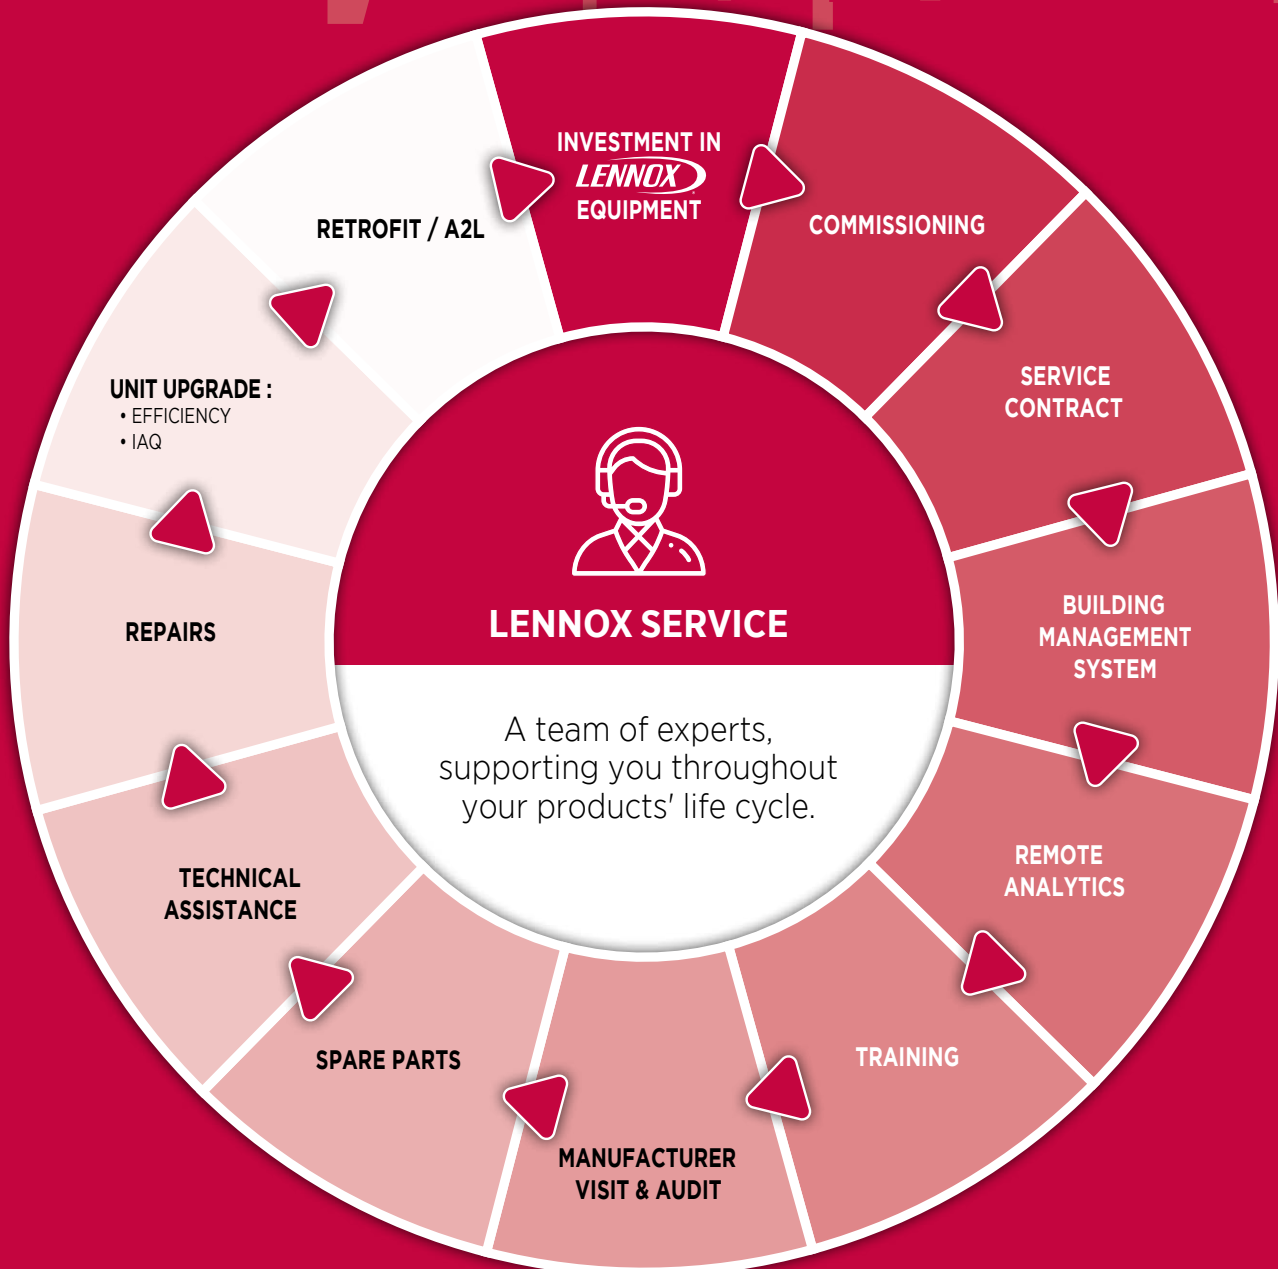 INVESTMENT IN
LENNOX
EQUIPMENT
COMMISSIONING
SERVICE
CONTRACT
BUILDING
MANAGEMENT
SYSTEM
REMOTE
ANALYTICS
TRAINING
MANUFACTURER
VISIT & AUDIT
SPARE PARTS
TECHNICAL
ASSISTANCE
REPAIRS
UNIT UPGRADE :
• EFFICIENCY
• IAQ
RETROFIT / A2L
LENNOX SERVICE
A team of experts,
supporting you throughout
your products' life cycle.